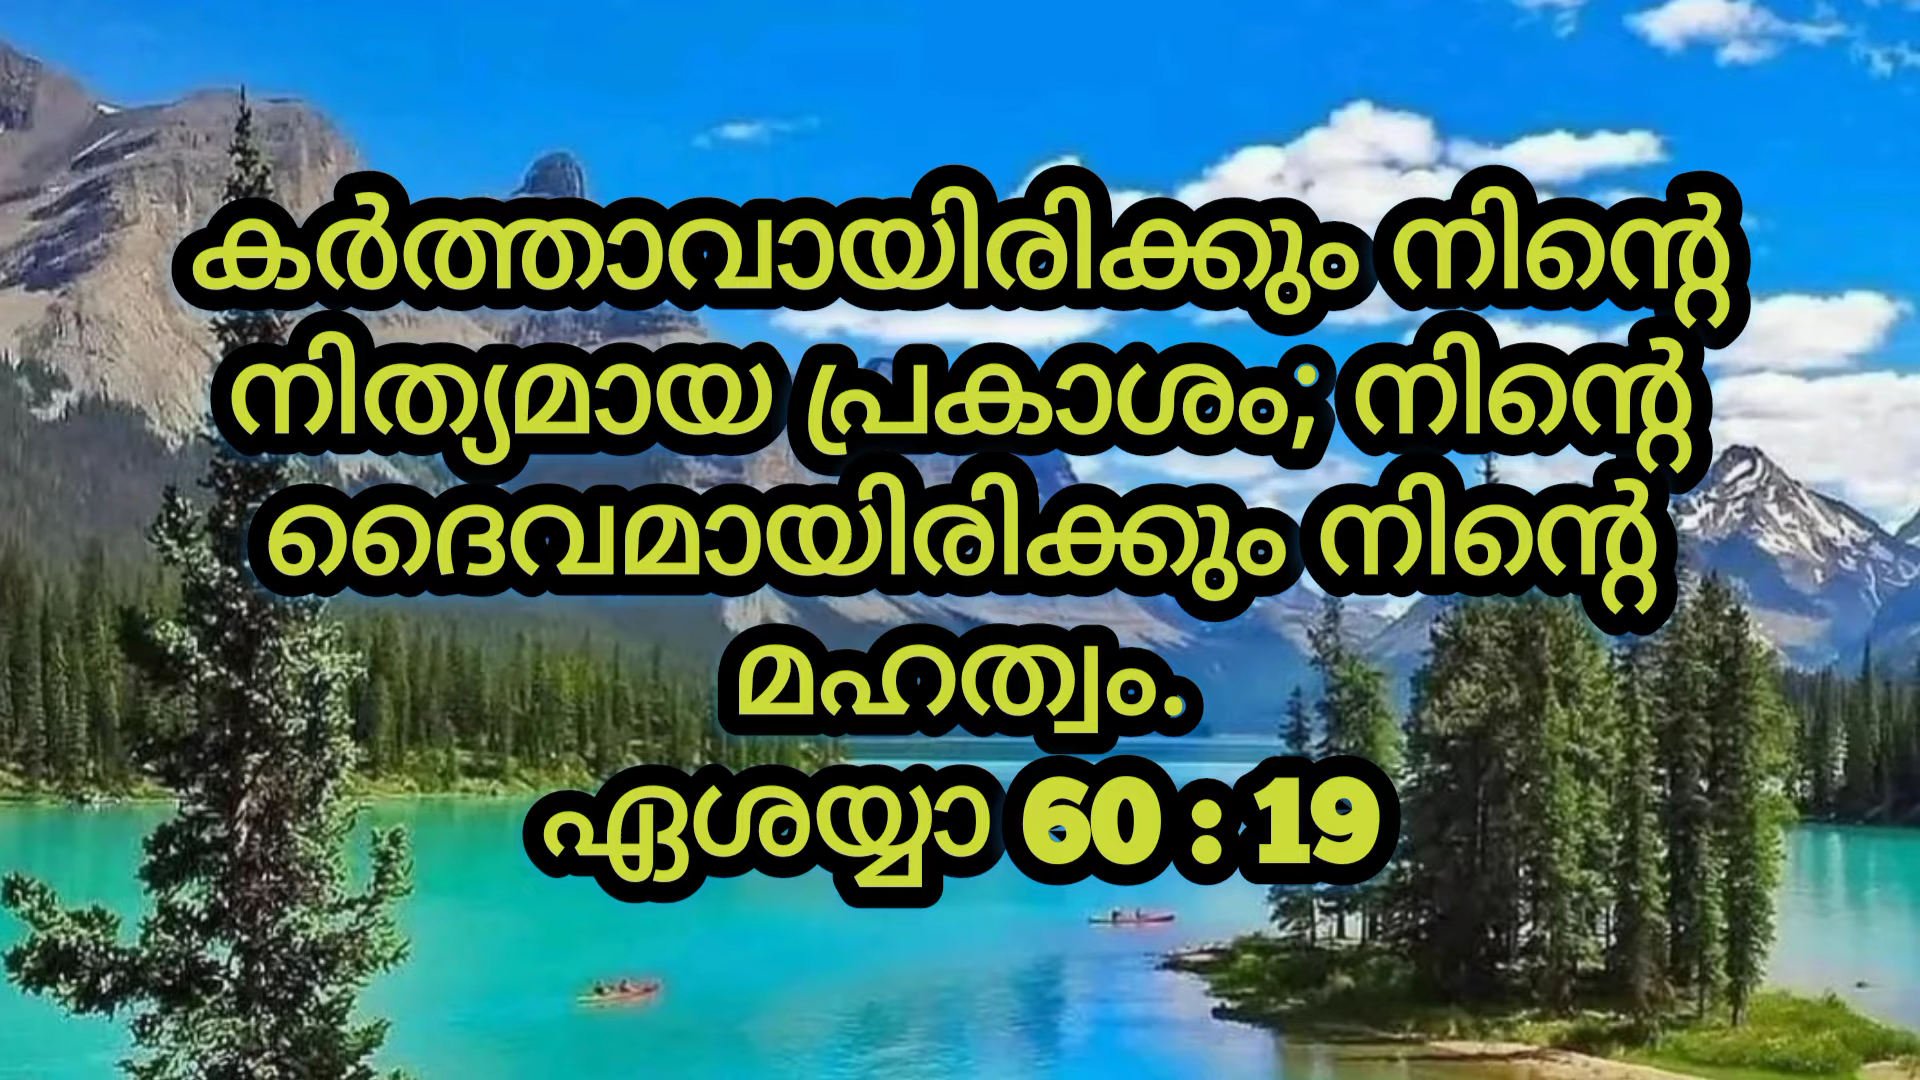 കർത്താവായിരിക്കും നിന്റെ
നിത്യമായ പ്രകാശം; നിന്റെ
ദൈവമായിരിക്കും നിന്റെ
മഹത്വം.
ഏശയ്യാ 60 : 19